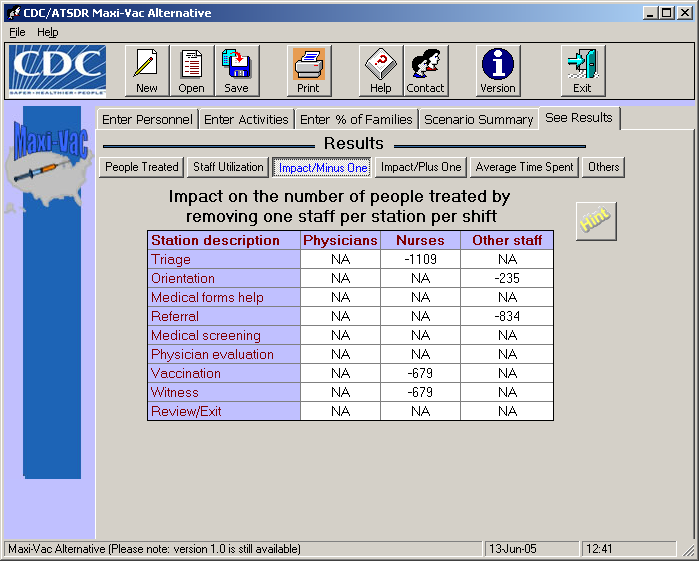 CDC/ATSDR Maxi-Vac Alternative
File Help
CDC
SAFER·HEALTHIER·PEOPLE
New Open Save Print Help Contact Version Exit
Maxi-Vac
Enter Personnel Enter Activities Enter % of Families Scenario Summary See Results
Results
People Treated Staff Utilization Impact/Minus One Impact/Plus One Average Time Spent Others
Impact on the number of people treated by
removing one staff per station per shift
Hint
Station description Physicians Nurses Other staff
Triage NA -1109 NA
Orientation NA NA -235
Medical forms help NA NA NA
Referral NA NA -834
Medical screening NA NA NA
Physician evaluation NA NA NA
Vaccination NA -679 NA
Witness NA -679 NA
Review/Exit NA NA NA
Maxi-Vac Alternative (Please note: version 1.0 is still available) 13-Jun-05 12:41